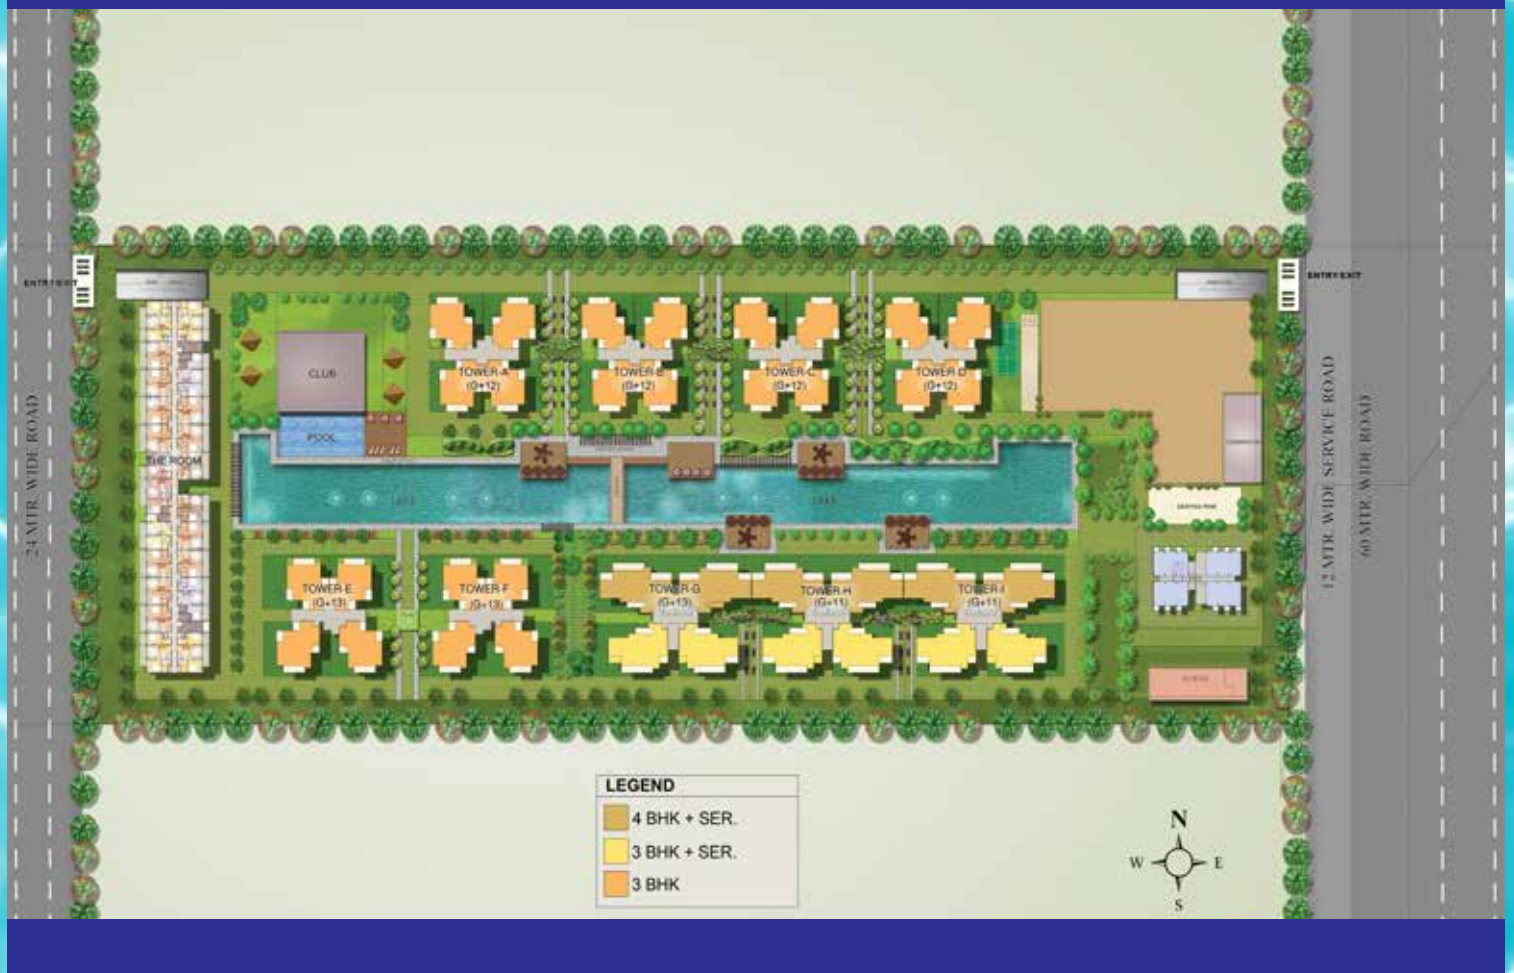 ENTRY/EXIT
ENTRY/EXIT
CLUB
TOWER-A
(G+12)
TOWER-B
(G+12)
TOWER-C
(G+12)
TOWER-D
(G+12)
POOL
THE ROOM
24 MTR. WIDE ROAD
12 MTR. WIDE SERVICE ROAD
60 MTR. WIDE ROAD
LAKE
LAKE
TOWER-E
(G+13)
TOWER-F
(G+13)
TOWER-G
(G+13)
TOWER-H
(G+11)
TOWER-I
(G+11)
LEGEND
4 BHK + SER.
3 BHK + SER.
3 BHK
N
W E
S